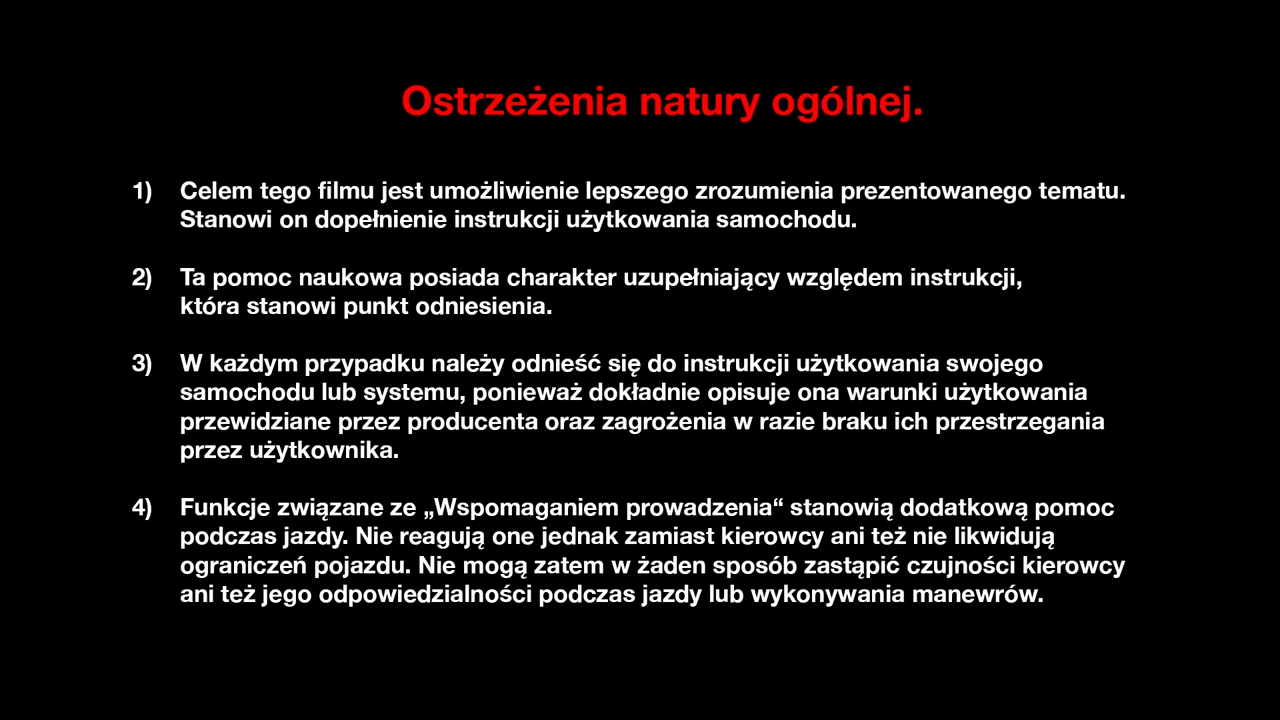 Ostrzeżenia natury ogólnej.
1) Celem tego filmu jest umożliwienie lepszego zrozumienia prezentowanego tematu.
Stanowi on dopełnienie instrukcji użytkowania samochodu.
2) Ta pomoc naukowa posiada charakter uzupełniający względem instrukcji,
która stanowi punkt odniesienia.
3) W każdym przypadku należy odnieść się do instrukcji użytkowania swojego
samochodu lub systemu, ponieważ dokładnie opisuje ona warunki użytkowania
przewidziane przez producenta oraz zagrożenia w razie braku ich przestrzegania
przez użytkownika.
4) Funkcje związane ze „Wspomaganiem prowadzenia“ stanowią dodatkową pomoc
podczas jazdy. Nie reagują one jednak zamiast kierowcy ani też nie likwidują
ograniczeń pojazdu. Nie mogą zatem w żaden sposób zastąpić czujności kierowcy
ani też jego odpowiedzialności podczas jazdy lub wykonywania manewrów.